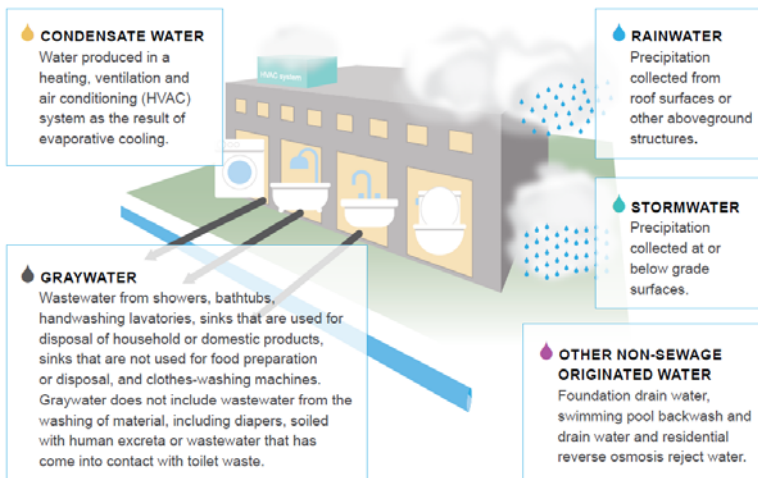 CONDENSATE WATER
Water produced in a
heating, ventilation and
air conditioning (HVAC)
system as the result of
evaporative cooling.
HVAC system
RAINWATER
Precipitation
collected from
roof surfaces or
other aboveground
structures.
STORMWATER
Precipitation
collected at or
below grade
surfaces.
GRAYWATER
Wastewater from showers, bathtubs,
handwashing lavatories, sinks that are used for
disposal of household or domestic products,
sinks that are not used for food preparation
or disposal, and clothes-washing machines.
Graywater does not include wastewater from the
washing of material, including diapers, soiled
with human excreta or wastewater that has
come into contact with toilet waste.
OTHER NON-SEWAGE
ORIGINATED WATER
Foundation drain water,
swimming pool backwash and
drain water and residential
reverse osmosis reject water.